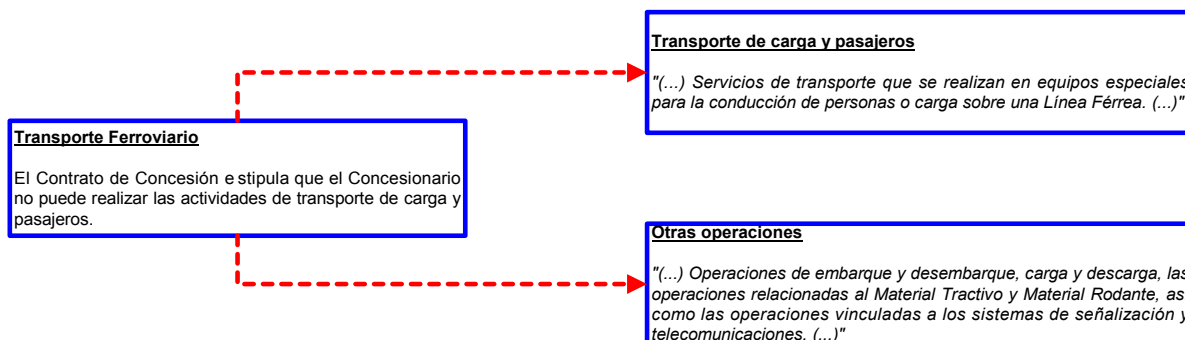 Transporte de carga y pasajeros
"(...) Servicios de transporte que se realizan en equipos especiales
para la conducción de personas o carga sobre una Línea Férrea. (...)"
Transporte Ferroviario
El Contrato de Concesión estipula que el Concesionario
no puede realizar las actividades de transporte de carga y
pasajeros.
Otras operaciones
"(...) Operaciones de embarque y desembarque, carga y descarga, las
operaciones relacionadas al Material Tractivo y Material Rodante, as
como las operaciones vinculadas a los sistemas de señalización y
telecomunicaciones. (...)"